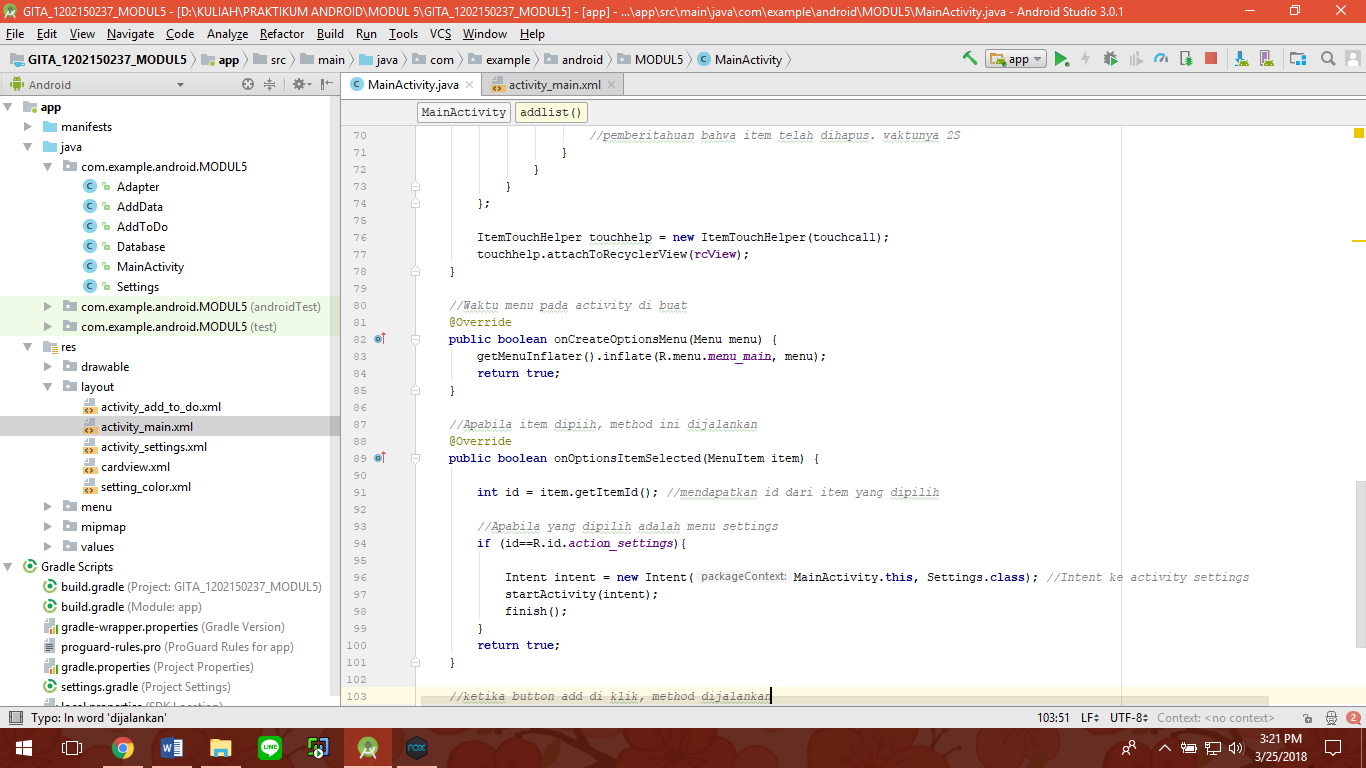 GITA_1202150237_MODUL5 - [D:\KULIAH\PRAKTIKUM ANDROID\MODUL 5\GITA_1202150237_MODUL5] - [app] - ...\app\src\main\java\com\example\android\MODUL5\MainActivity.java - Android Studio 3.0.1
File Edit View Navigate Code Analyze Refactor Build Run Tools VCS Window Help
GITA_1202150237_MODUL5 app src main java com example android MODUL5 MainActivity app
Android
MainActivity.java activity_main.xml
MainActivity addlist()
app
manifests
java
com.example.android.MODUL5
Adapter
AddData
AddToDo
Database
MainActivity
Settings
com.example.android.MODUL5 (androidTest)
com.example.android.MODUL5 (test)
res
drawable
layout
activity_add_to_do.xml
activity_main.xml
activity_settings.xml
cardview.xml
setting_color.xml
menu
mipmap
values
Gradle Scripts
build.gradle (Project: GITA_1202150237_MODUL5)
build.gradle (Module: app)
gradle-wrapper.properties (Gradle Version)
proguard-rules.pro (ProGuard Rules for app)
gradle.properties (Project Properties)
settings.gradle (Project Settings)
local.properties (SDK Location)
70 //pemberitahuan bahwa item telah dihapus. waktunya 2S
71 }
72 }
73 }
74 };
75
76 ItemTouchHelper touchhelp = new ItemTouchHelper(touchcall);
77 touchhelp.attachToRecyclerView(rcView);
78 }
79
80 //Waktu menu pada activity di buat
81 @Override
82 public boolean onCreateOptionsMenu(Menu menu) {
83 getMenuInflater().inflate(R.menu.menu_main, menu);
84 return true;
85 }
86
87 //Apabila item dipiih, method ini dijalankan
88 @Override
89 public boolean onOptionsItemSelected(MenuItem item) {
90
91 int id = item.getItemId(); //mendapatkan id dari item yang dipilih
92
93 //Apabila yang dipilih adalah menu settings
94 if (id==R.id.action_settings){
95
96 Intent intent = new Intent( packageContext: MainActivity.this, Settings.class); //Intent ke activity settings
97 startActivity(intent);
98 finish();
99 }
100 return true;
101 }
102
103 //ketika button add di klik, method dijalankan
Typo: In word 'dijalankan' 103:51 LF÷ UTF-8÷ Context: <no context> 2
LINE nox 3:21 PM
3/25/2018